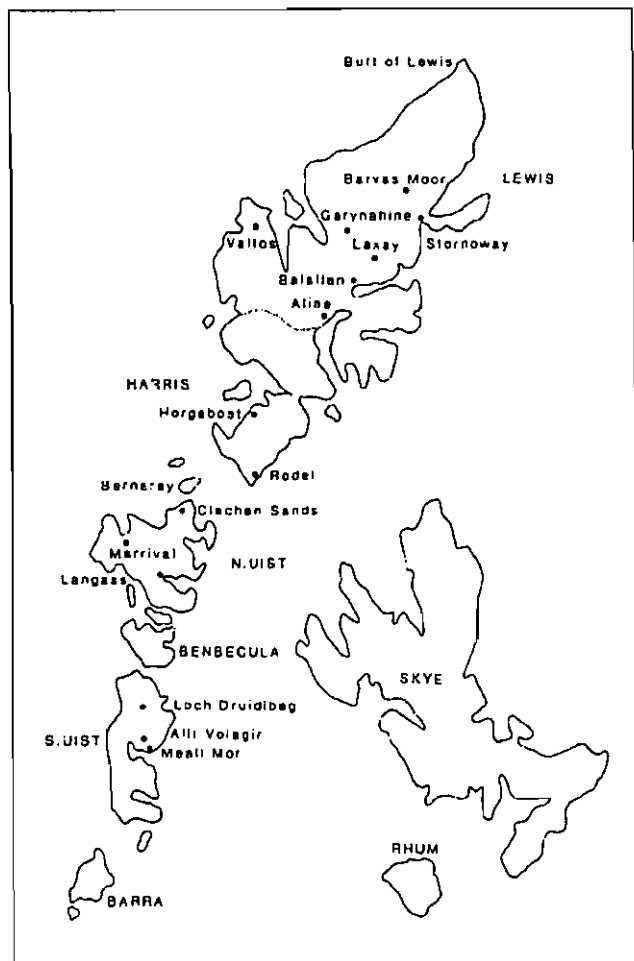 Butt of Lewis
Barvas Moor
LEWIS
Garynahine
Vallos
Laxay
Stornoway
Balallan
Aline
HARRIS
Horgabost
Rodel
Berneray
Clachan Sands
Marrival
Langass
N.UIST
BENBECULA
SKYE
Loch Druidibeg
S.UIST
Alli Volagir
Meall Mor
RHUM
BARRA